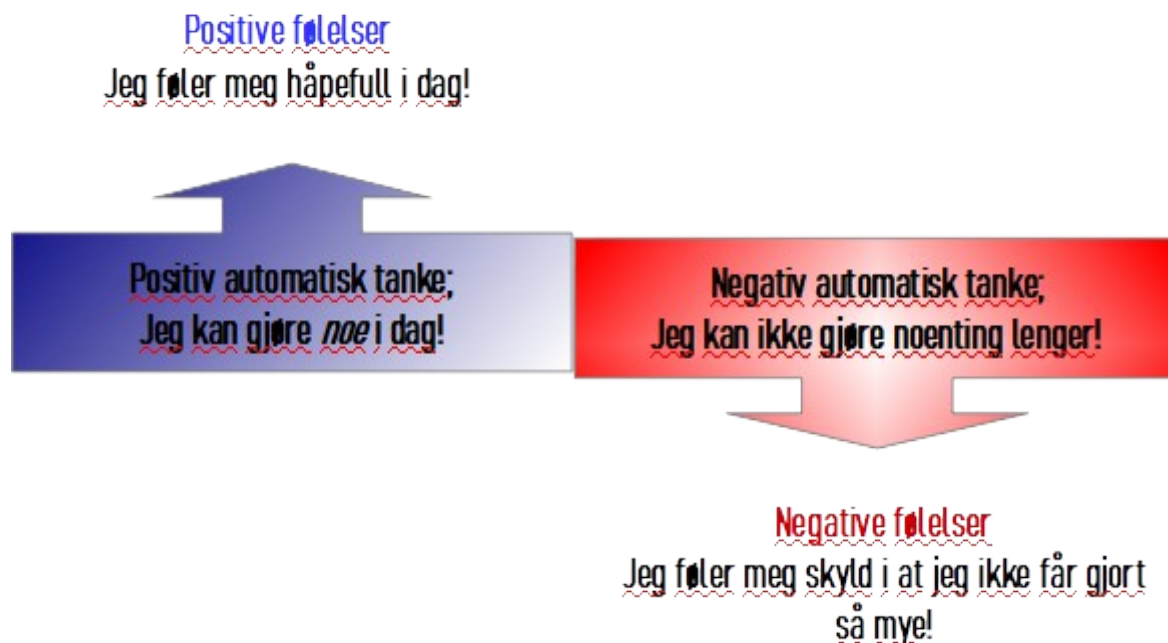 Positive følelser
Jeg føler meg håpefull i dag!
Positiv automatisk tanke;
Jeg kan gjøre noe i dag!
Negativ automatisk tanke;
Jeg kan ikke gjøre noenting lenger!
Negative følelser
Jeg føler meg skyld i at jeg ikke får gjort
så mye!